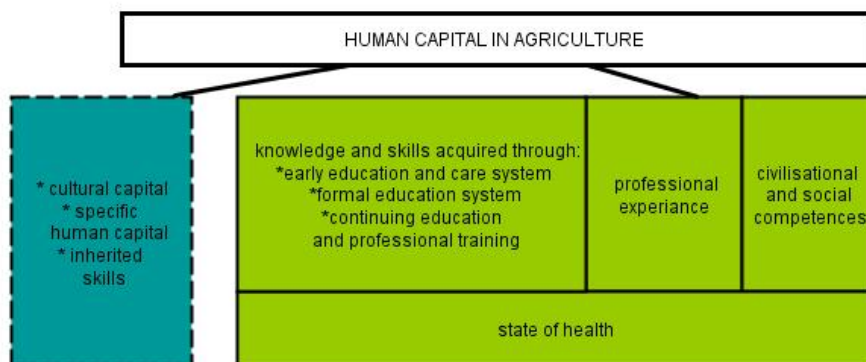 HUMAN CAPITAL IN AGRICULTURE
* cultural capital
* specific
human capital
* inherited
skills
knowledge and skills acquired through:
*early education and care system
*formal education system
*continuing education
and professional training
professional
experiance
civilisational
and social
competences
state of health